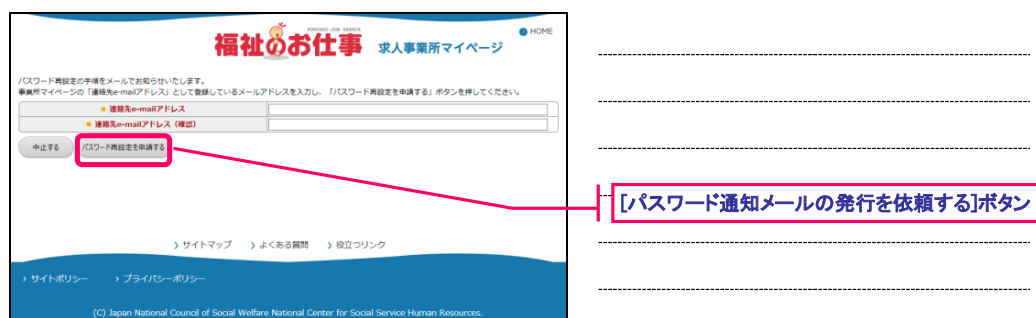 FUKUSHI-JOB SEARCH
福祉のお仕事 求人事業所マイページ
HOME
パスワード再設定の手順をメールでお知らせいたします。
事業所マイページの「連絡先e-mailアドレス」として登録しているメールアドレスを入力し、「パスワード再設定を申請する」ボタンを押してください。
連絡先e-mailアドレス
連絡先e-mailアドレス（確認）
中止する パスワード再設定を申請する
[パスワード通知メールの発行を依頼する]ボタン
サイトマップ よくある質問 役立つリンク
サイトポリシー プライバシーポリシー
(C) Japan National Council of Social Welfare National Center for Social Service Human Resources.